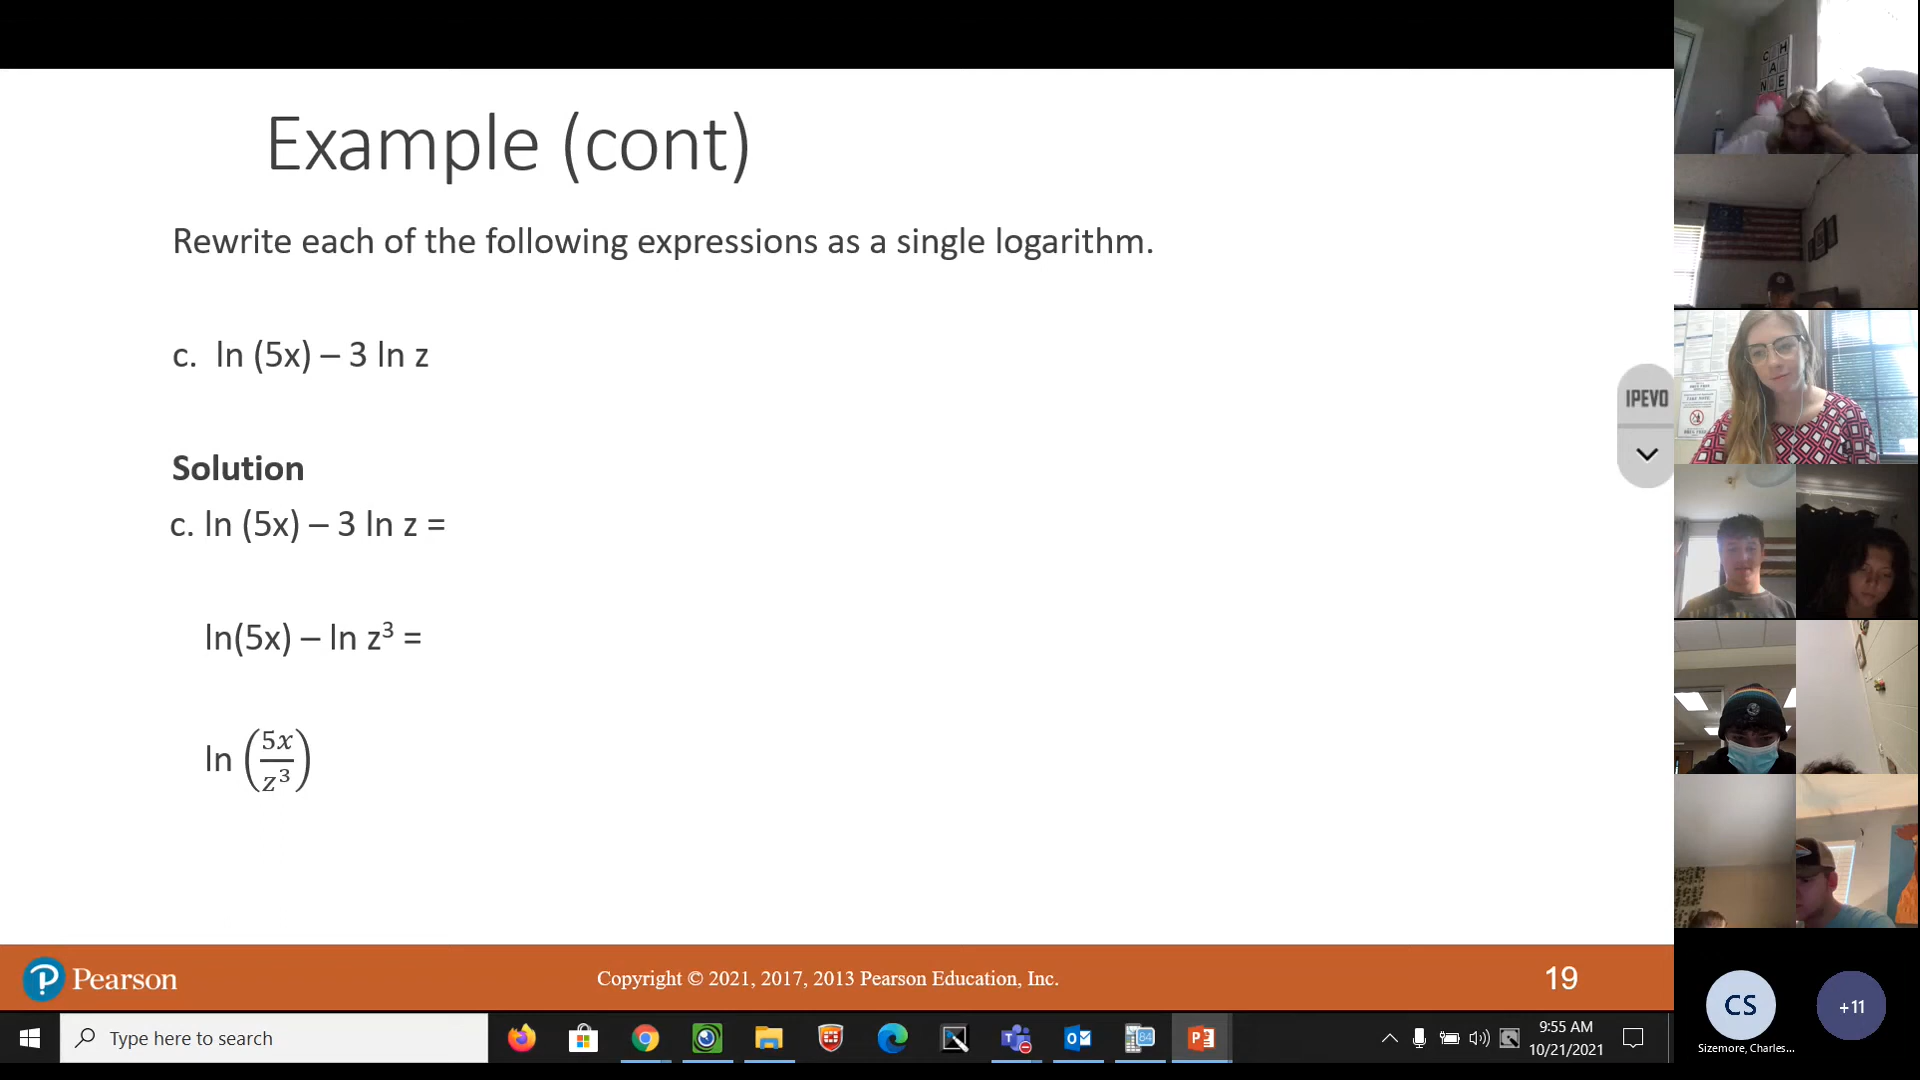 Example (cont)
Rewrite each of the following expressions as a single logarithm.
c. ln (5x) – 3 ln z
Solution
c. ln (5x) – 3 ln z =
ln(5x) – ln z³ =
ln (5x/z³)
IPEVO
Pearson
Copyright © 2021, 2017, 2013 Pearson Education, Inc.
19
Type here to search
84
9:55 AM
10/21/2021
C H
A
N E
CS
Sizemore, Charles...
+11